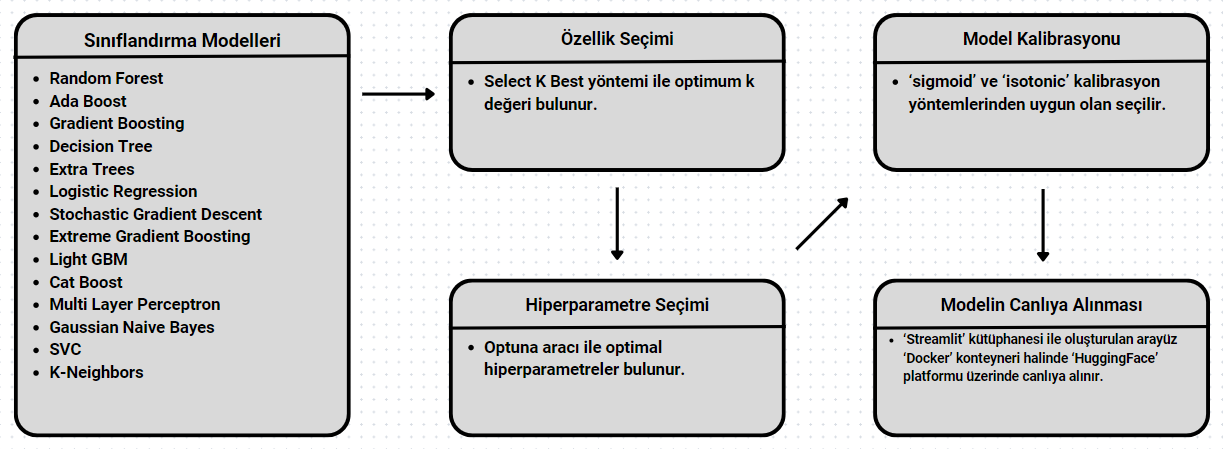 Sınıflandırma Modelleri
• Random Forest
• Ada Boost
• Gradient Boosting
• Decision Tree
• Extra Trees
• Logistic Regression
• Stochastic Gradient Descent
• Extreme Gradient Boosting
• Light GBM
• Cat Boost
• Multi Layer Perceptron
• Gaussian Naive Bayes
• SVC
• K-Neighbors
Özellik Seçimi
• Select K Best yöntemi ile optimum k
değeri bulunur.
Hiperparametre Seçimi
• Optuna aracı ile optimal
hiperparametreler bulunur.
Model Kalibrasyonu
• ‘sigmoid’ ve ‘isotonic’ kalibrasyon
yöntemlerinden uygun olan seçilir.
Modelin Canlıya Alınması
• ‘Streamlit’ kütüphanesi ile oluşturulan arayüz
‘Docker’ konteyneri halinde ‘HuggingFace’
platformu üzerinde canlıya alınır.